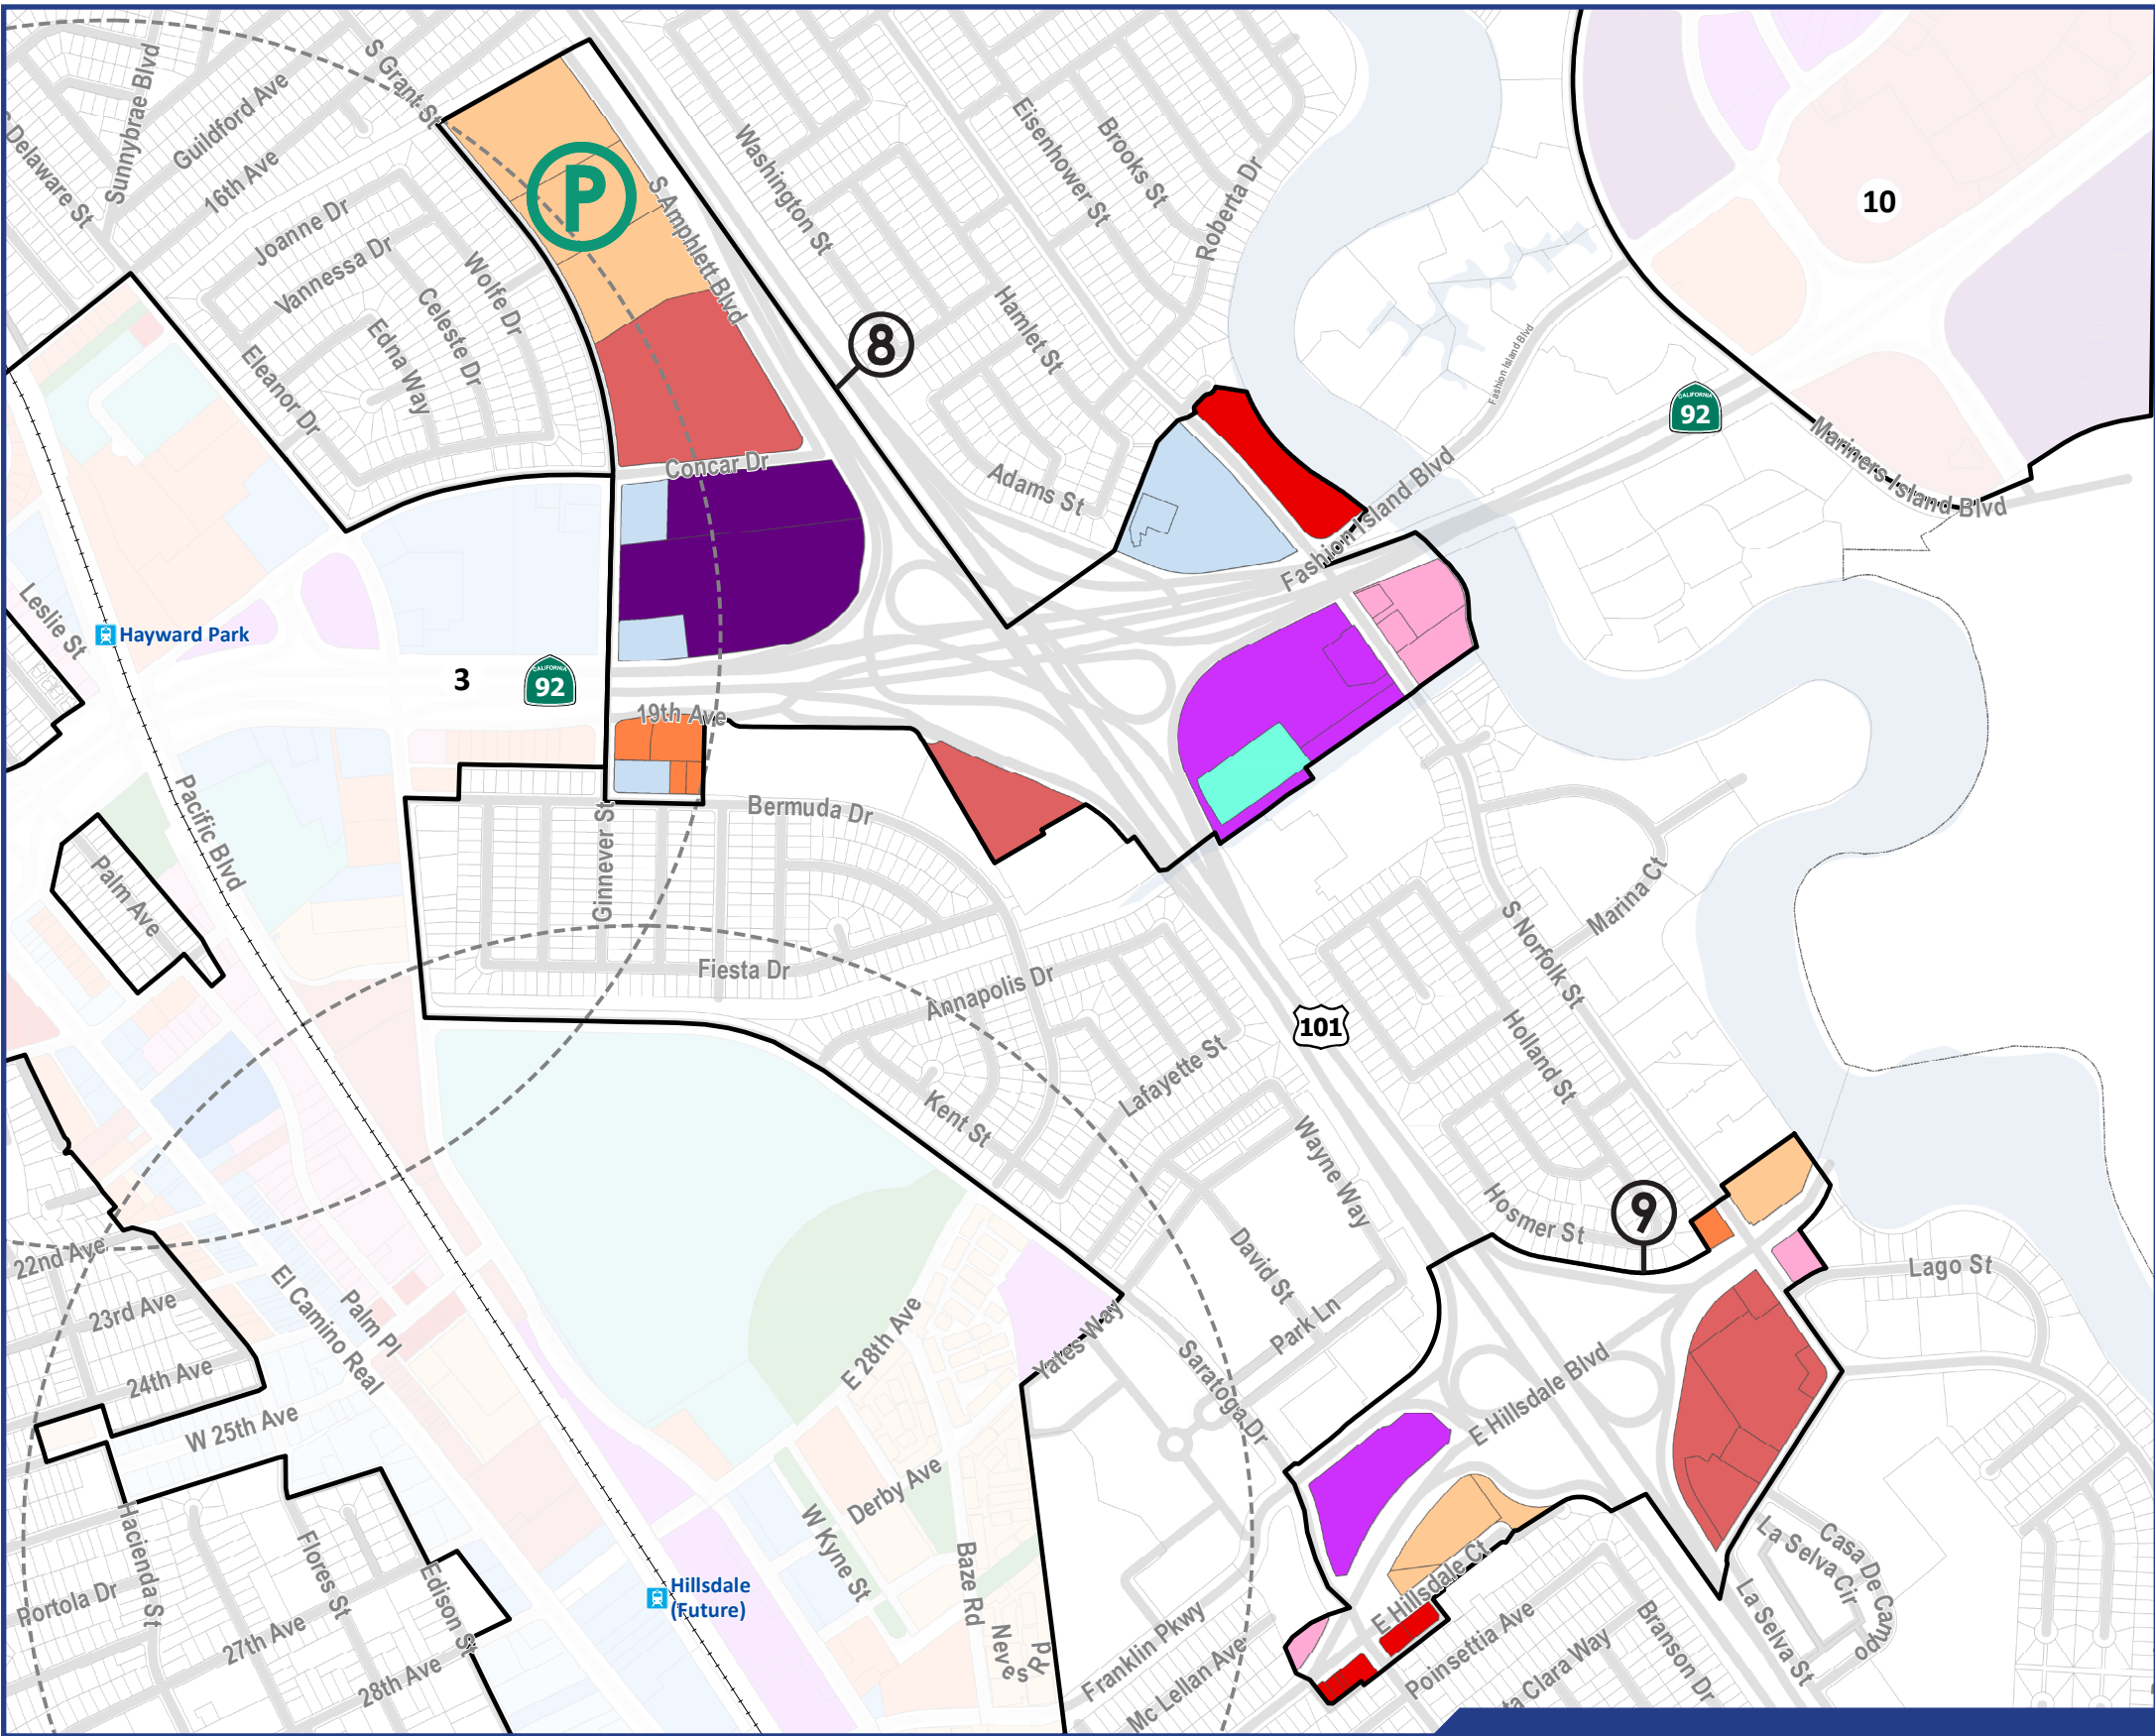 S Grant St
Sunnybrae Blvd
Guildford Ave
16th Ave
S Delaware St
Joanne Dr
Vannessa Dr
Wolfe Dr
Celeste Dr
Edna Way
Eleanor Dr
P
S Amphlett Blvd
Washington St
Eisenhower St
Brooks St
Roberta Dr
Hamlet St
Adams St
8
10
Fashion Island Blvd
CALIFORNIA
92
Mariners Island Blvd
Fashion Island Blvd
Concar Dr
Leslie St
Hayward Park
3
CALIFORNIA
92
19th Ave
Bermuda Dr
Ginnever St
Pacific Blvd
Palm Ave
Fiesta Dr
Annapolis Dr
Marina Ct
S Norfolk St
101
Holland St
Lafayette St
Kent St
Wayne Way
Hosmer St
9
Lago St
David St
Park Ln
Yates Way
Saratoga Dr
E Hillsdale Blvd
22nd Ave
23rd Ave
24th Ave
W 25th Ave
El Camino Real
Palm Pl
E 28th Ave
Derby Ave
W Kyne St
Baze Rd
Neves Rd
Hillsdale
(Future)
Hacienda St
Flores St
Edison St
Portola Dr
27th Ave
28th Ave
Franklin Pkwy
Mc Lellan Ave
E Hillsdale Ct
Poinsettia Ave
ta Clara Way
Branson Dr
La Selva St
La Selva Cir
Casa De Campo